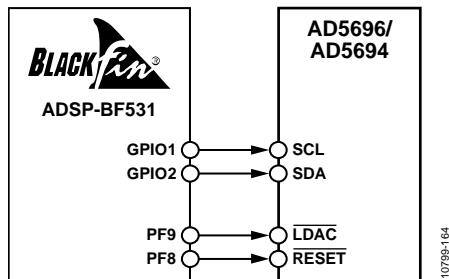 BLACKfin®
ADSP-BF531
GPIO1
GPIO2
PF9
PF8
AD5696/
AD5694
SCL
SDA
LDAC
RESET
10799-164